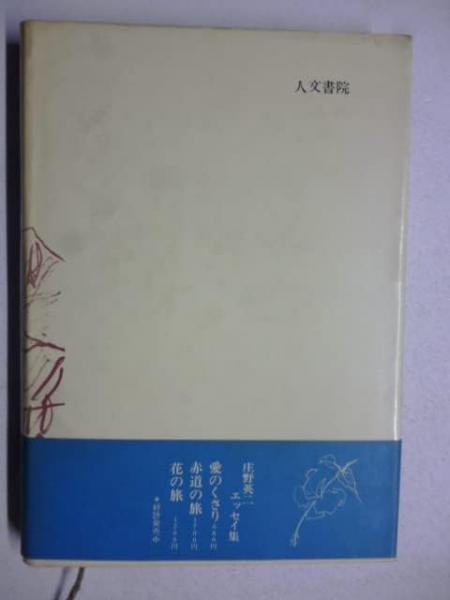 人文書院
庄野英二
エッセイ集
愛のくさり
赤道の旅
花の旅